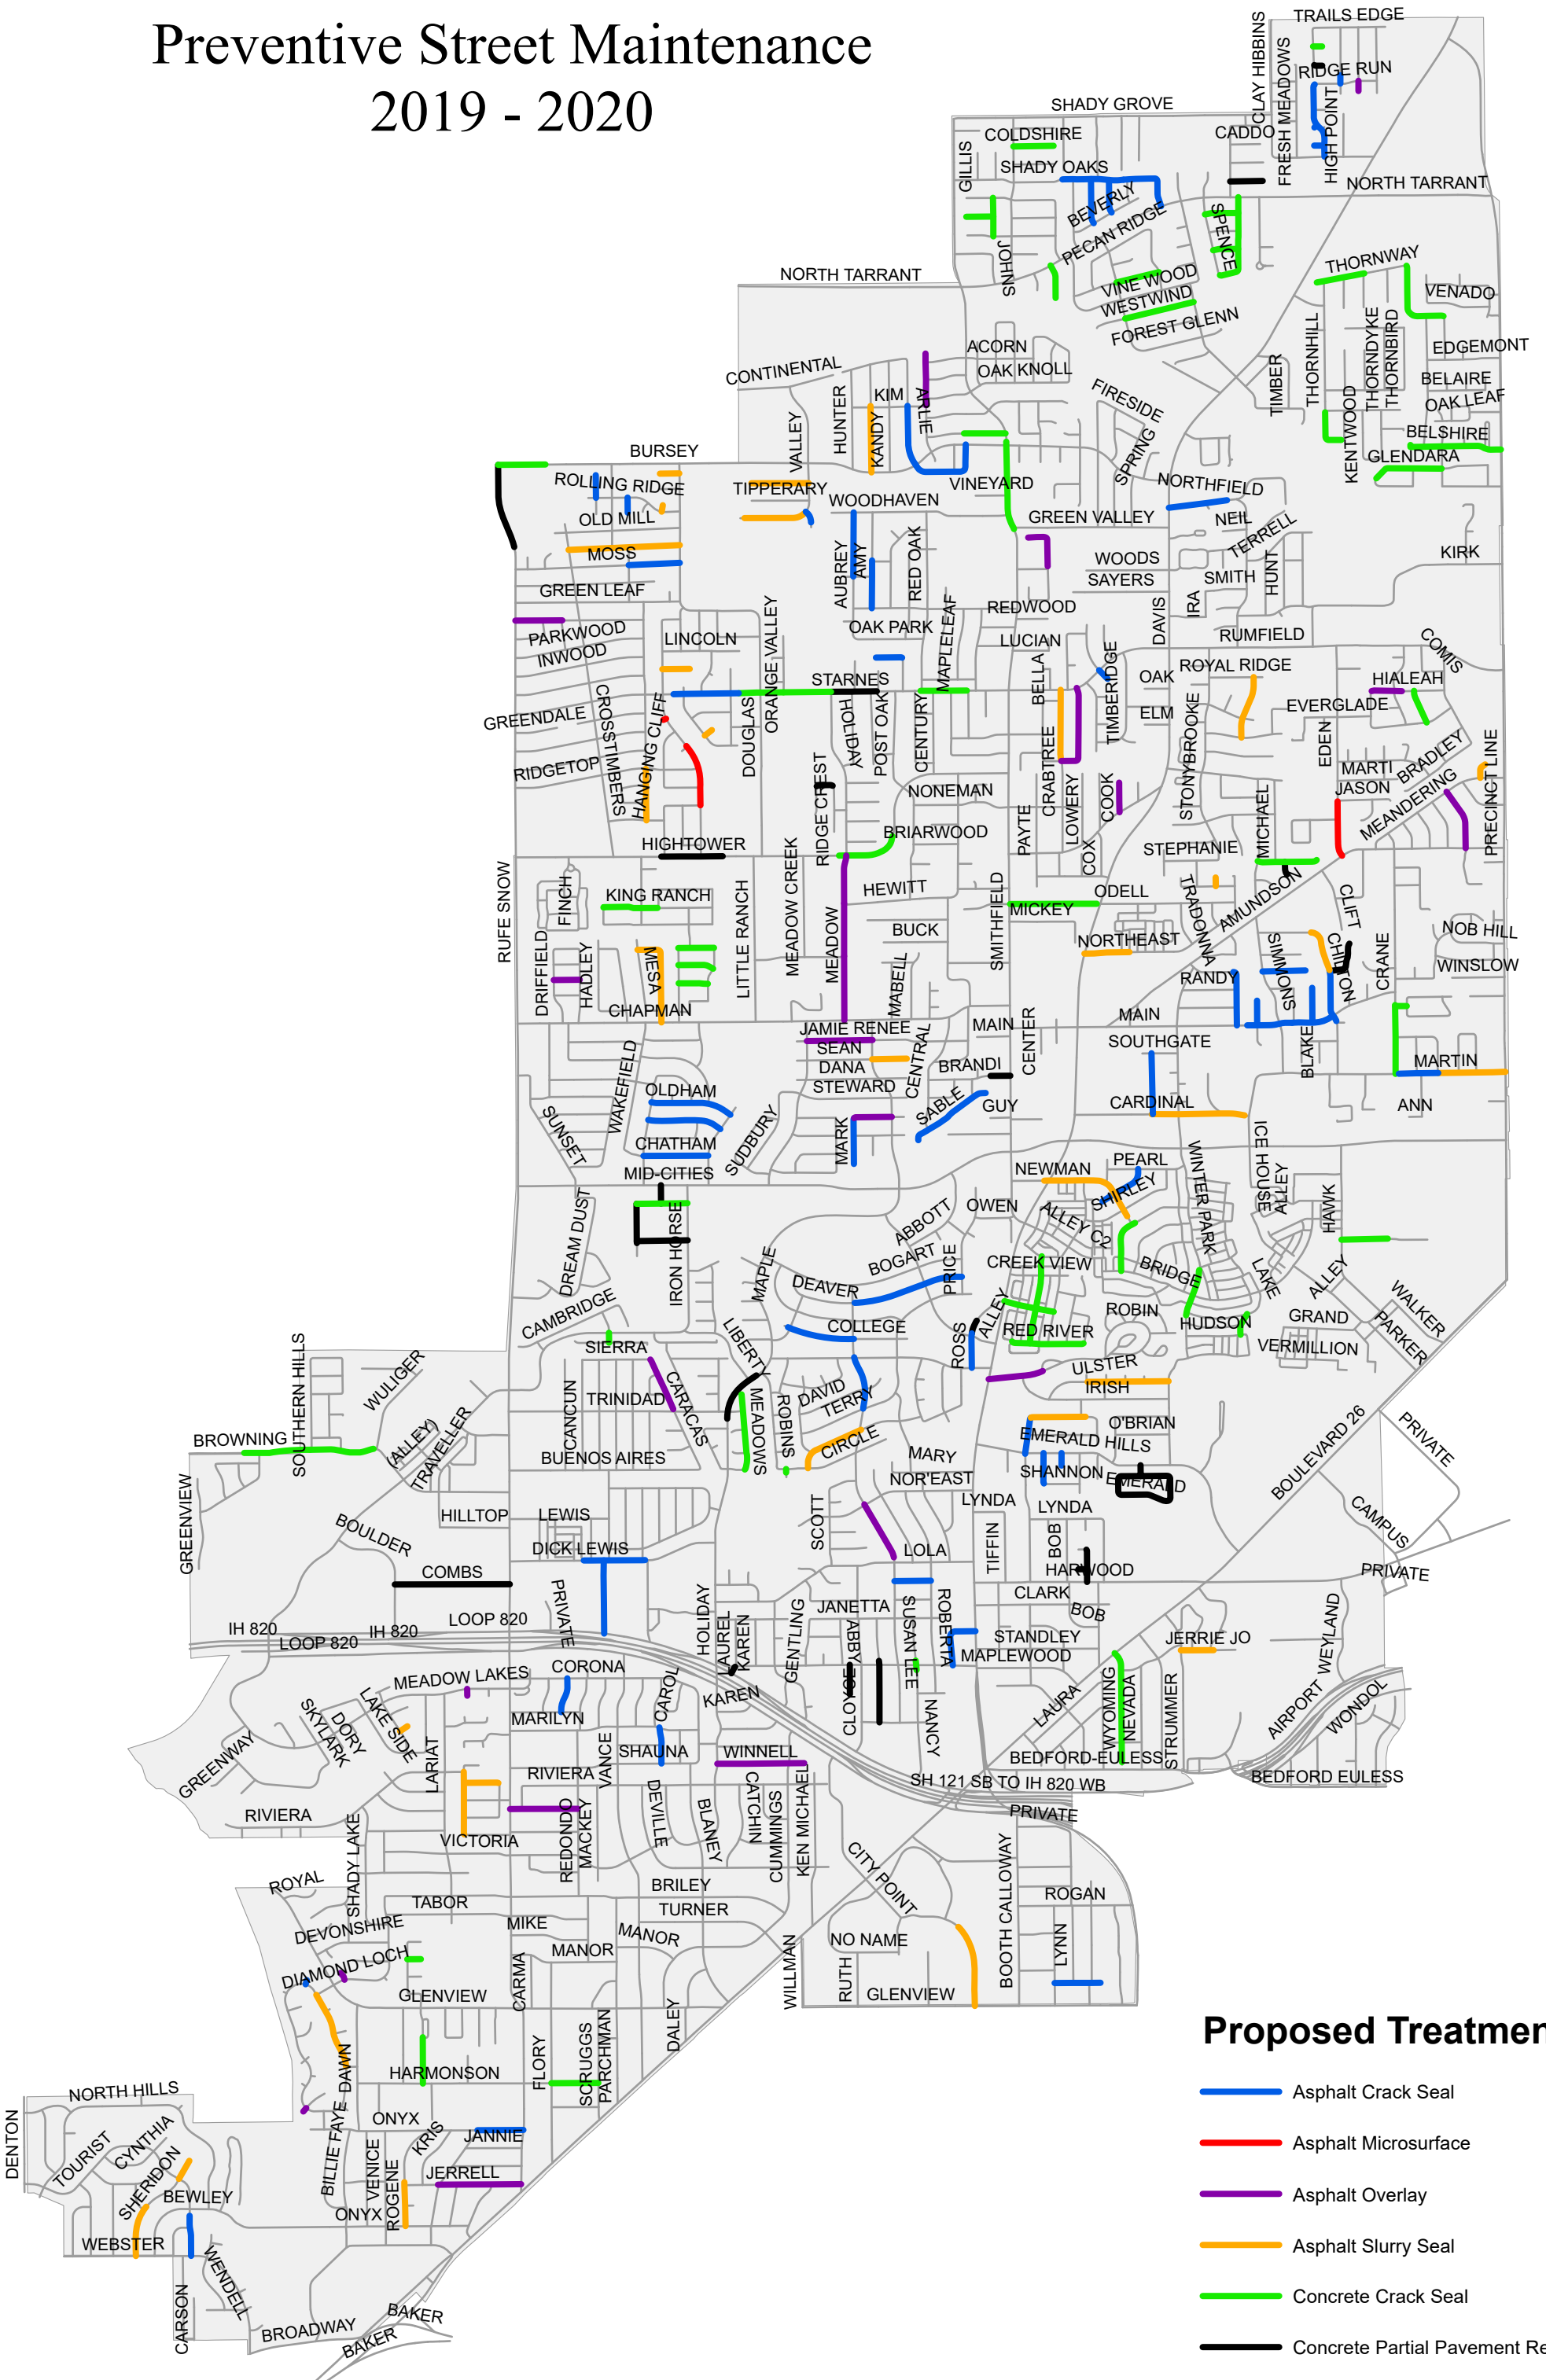 Preventive Street Maintenance
2019 - 2020
TRAILS EDGE
CLAY HIBBINS
FRESH MEADOWS
RIDGE RUN
HIGH POINT
SHADY GROVE
COLDSHIRE
CADDO
GILLIS
SHADY OAKS
NORTH TARRANT
BEVERLY
PECAN RIDGE
SPENCE
JOHNS
THORNWAY
NORTH TARRANT
VINE WOOD
WESTWIND
VENADO
FOREST GLENN
THORNHILL
THORNDYKE
THORNBIRD
ACORN
EDGEMONT
CONTINENTAL
OAK KNOLL
TIMBER
BELAIRE
HUNTER
KIM
ARLIE
FIRESIDE
OAK LEAF
KENTWOOD
VALLEY
KANDY
SPRING
BELSHIRE
BURSEY
GLENDARA
ROLLING RIDGE
TIPPERARY
VINEYARD
NORTHFIELD
WOODHAVEN
OLD MILL
GREEN VALLEY
NEIL
TERRELL
MOSS
AUBREY
AMY
RED OAK
WOODS
KIRK
SAYERS
SMITH
HUNT
GREEN LEAF
IRA
REDWOOD
DAVIS
PARKWOOD
LINCOLN
ORANGE VALLEY
OAK PARK
MAPLELEAF
LUCIAN
RUMFIELD
COMIS
INWOOD
BELLA
TIMBERIDGE
OAK
ROYAL RIDGE
STARNES
HIALEAH
GREENDALE
CROSSTIMBERS
HANGING CLIFF
DOUGLAS
HOLIDAY
POST OAK
CENTURY
ELM
STONYBROOKE
EVERGLADE
EDEN
RIDGETOP
CRABTREE
MARTI
BRADLEY
PRECINCT LINE
RIDGE CREST
NONEMAN
LOWERY
COOK
JASON
MEANDERING
HIGHTOWER
BRIARWOOD
PAYTE
MICHAEL
COX
STEPHANIE
RUFE SNOW
FINCH
KING RANCH
LITTLE RANCH
MEADOW CREEK
HEWITT
SMITHFIELD
MICKEY
ODELL
TRADONNA
AMUNDSON
CLIFT
DRIFFIELD
HADLEY
MESA
MEADOW
BUCK
NORTHEAST
NOB HILL
CHILTON
CRANE
WINSLOW
MABELL
RANDY
SIMMONS
CHAPMAN
MAIN
MAIN
JAMIE RENEE
CENTER
SEAN
SOUTHGATE
BLAKE
WAKEFIELD
DANA
CENTRAL
BRANDI
MARTIN
OLDHAM
STEWARD
SABLE
GUY
CARDINAL
ANN
SUNSET
SUDBURY
CHATHAM
MARK
ICE HOUSE
MID-CITIES
NEWMAN
PEARL
WINTER PARK
ALLEY
HAWK
DREAM DUST
SHIRLEY
IRON HORSE
ABBOTT
OWEN
ALLEY C2
BOGART
MAPLE
CREEK VIEW
BRIDGE
LAKE
ALLEY
DEAVER
PRICE
WALKER
CAMBRIDGE
ALLEY
ROBIN
GRAND
PARKER
COLLEGE
RED RIVER
HUDSON
LIBERTY
SIERRA
ROSS
VERMILLION
SOUTHERN HILLS
WULIGER
ULSTER
IRISH
CARACAS
TRINIDAD
CANCUN
DAVID
TERRY
MEADOWS
ROBINS
(ALLEY)
TRAVELLER
O'BRIAN
BOULEVARD 26
PRIVATE
BROWNING
CIRCLE
EMERALD HILLS
BUENOS AIRES
MARY
NOR'EAST
SHANNON
EMERALD
GREENVIEW
LYNDA
LYNDA
HILLTOP
LEWIS
SCOTT
CAMPUS
BOULDER
TIFFIN
BOB
DICK LEWIS
LOLA
HARWOOD
COMBS
PRIVATE
CLARK
LOOP 820
PRIVATE
HOLIDAY
JANETTA
BOB
IH 820
IH 820
LOOP 820
LAUREL
KAREN
GENTLING
ABBY
SUSAN LEE
ROBERTA
STANDLEY
JERRIE JO
WEYLAND
MAPLEWOOD
MEADOW LAKES
CORONA
CAROL
KAREN
CLOYCE
LAURA
WYOMING
NEVADA
STRUMMER
AIRPORT
WONDOL
LAKE SIDE
SKYLARK
DORY
MARILYN
NANCY
GREENWAY
LARIAT
VANCE
SHAUNA
WINNELL
BEDFORD-EULESS
RIVIERA
CATCHIN
SH 121 SB TO IH 820 WB
BEDFORD EULESS
RIVIERA
REDONDO
MACKEY
DEVILLE
BLANEY
CUMMINGS
KEN MICHAEL
PRIVATE
VICTORIA
SHADY LAKE
CITY POINT
BOOTH CALLOWAY
ROYAL
BRILEY
ROGAN
TABOR
TURNER
DEVONSHIRE
MIKE
MANOR
MANOR
NO NAME
LYNN
DIAMOND LOCH
CARMA
WILLMAN
RUTH
GLENVIEW
GLENVIEW
DALEY
Proposed Treatmen
DAWN
HARMONSON
FLORY
SCRUGGS
PARCHMAN
NORTH HILLS
Asphalt Crack Seal
DENTON
TOURIST
CYNTHIA
ONYX
KRIS
JANNIE
Asphalt Microsurface
SHERIDON
BILLIE FAYE
VENICE
ROGENE
JERRELL
Asphalt Overlay
BEWLEY
ONYX
WEBSTER
WENDELL
Asphalt Slurry Seal
CARSON
Concrete Crack Seal
BROADWAY
BAKER
BAKER
Concrete Partial Pavement Re